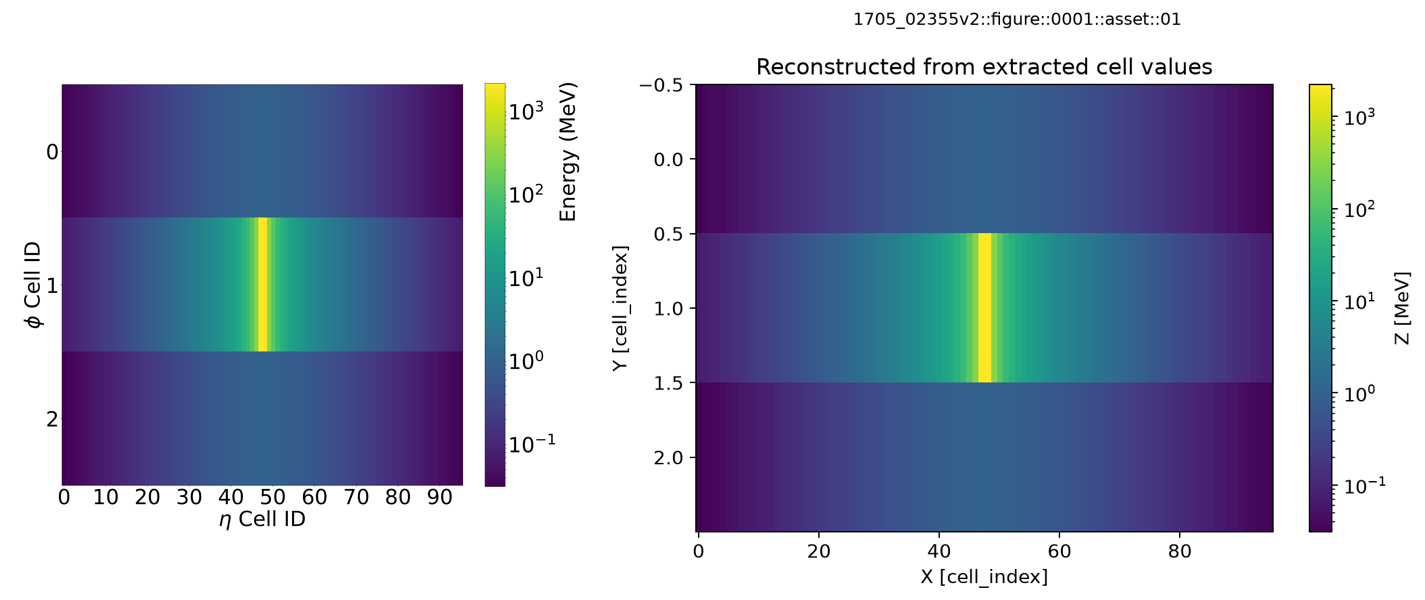 1705_02355v2::figure::0001::asset::01
0
1
2
ϕ Cell ID
0 10 20 30 40 50 60 70 80 90
η Cell ID
10³
10²
10¹
10⁰
10⁻¹
Energy (MeV)
Reconstructed from extracted cell values
−0.5
0.0
0.5
1.0
1.5
2.0
Y [cell_index]
0 20 40 60 80
X [cell_index]
10³
10²
10¹
10⁰
10⁻¹
Z [MeV]